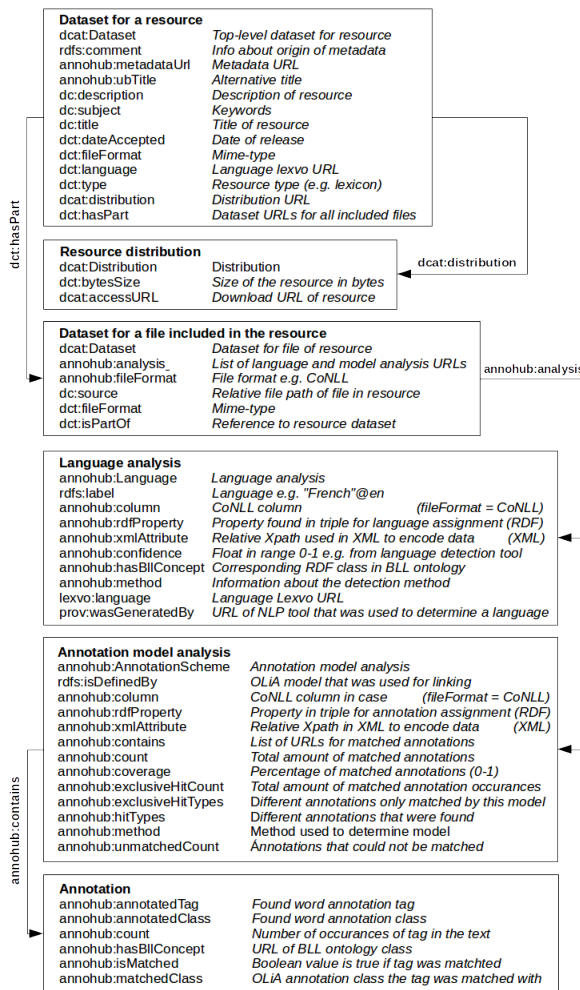 Dataset for a resource
dcat:Dataset Top-level dataset for resource
rdfs:comment Info about origin of metadata
annohub:metadataUrl Metadata URL
annohub:ubTitle Alternative title
dc:description Description of resource
dc:subject Keywords
dc:title Title of resource
dct:dateAccepted Date of release
dct:fileFormat Mime-type
dct:language Language lexvo URL
dct:type Resource type (e.g. lexicon)
dcat:distribution Distribution URL
dct:hasPart Dataset URLs for all included files
dct:hasPart
Resource distribution
dcat:Distribution Distribution
dct:bytesSize Size of the resource in bytes
dcat:accessURL Download URL of resource
dcat:distribution
Dataset for a file included in the resource
dcat:Dataset Dataset for file of resource
annohub:analysis_ List of language and model analysis URLs
annohub:fileFormat File format e.g. CoNLL
dc:source Relative file path of file in resource
dct:fileFormat Mime-type
dct:isPartOf Reference to resource dataset
annohub:analysis
Language analysis
annohub:Language Language analysis
rdfs:label Language e.g. "French"@en
annohub:column CoNLL column (fileFormat = CoNLL)
annohub:rdfProperty Property found in triple for language assignment (RDF)
annohub:xmlAttribute Relative Xpath used in XML to encode data (XML)
annohub:confidence Float in range 0-1 e.g. from language detection tool
annohub:hasBllConcept Corresponding RDF class in BLL ontology
annohub:method Information about the detection method
lexvo:language Language Lexvo URL
prov:wasGeneratedBy URL of NLP tool that was used to determine a language
Annotation model analysis
annohub:AnnotationScheme Annotation model analysis
rdfs:isDefinedBy OLiA model that was used for linking
annohub:column CoNLL column in case (fileFormat = CoNLL)
annohub:rdfProperty Property in triple for annotation assignment (RDF)
annohub:xmlAttribute Relative Xpath in XML to encode data (XML)
annohub:contains List of URLs for matched annotations
annohub:count Total amount of matched annotations
annohub:coverage Percentage of matched annotations (0-1)
annohub:exclusiveHitCount Total amount of matched annotation occurances
annohub:exclusiveHitTypes Different annotations only matched by this model
annohub:hitTypes Different annotations that were found
annohub:method Method used to determine model
annohub:unmatchedCount Ánnotations that could not be matched
annohub:contains
Annotation
annohub:annotatedTag Found word annotation tag
annohub:annotatedClass Found word annotation class
annohub:count Number of occurances of tag in the text
annohub:hasBllConcept URL of BLL ontology class
annohub:isMatched Boolean value is true if tag was matchted
annohub:matchedClass OLiA annotation class the tag was matched with